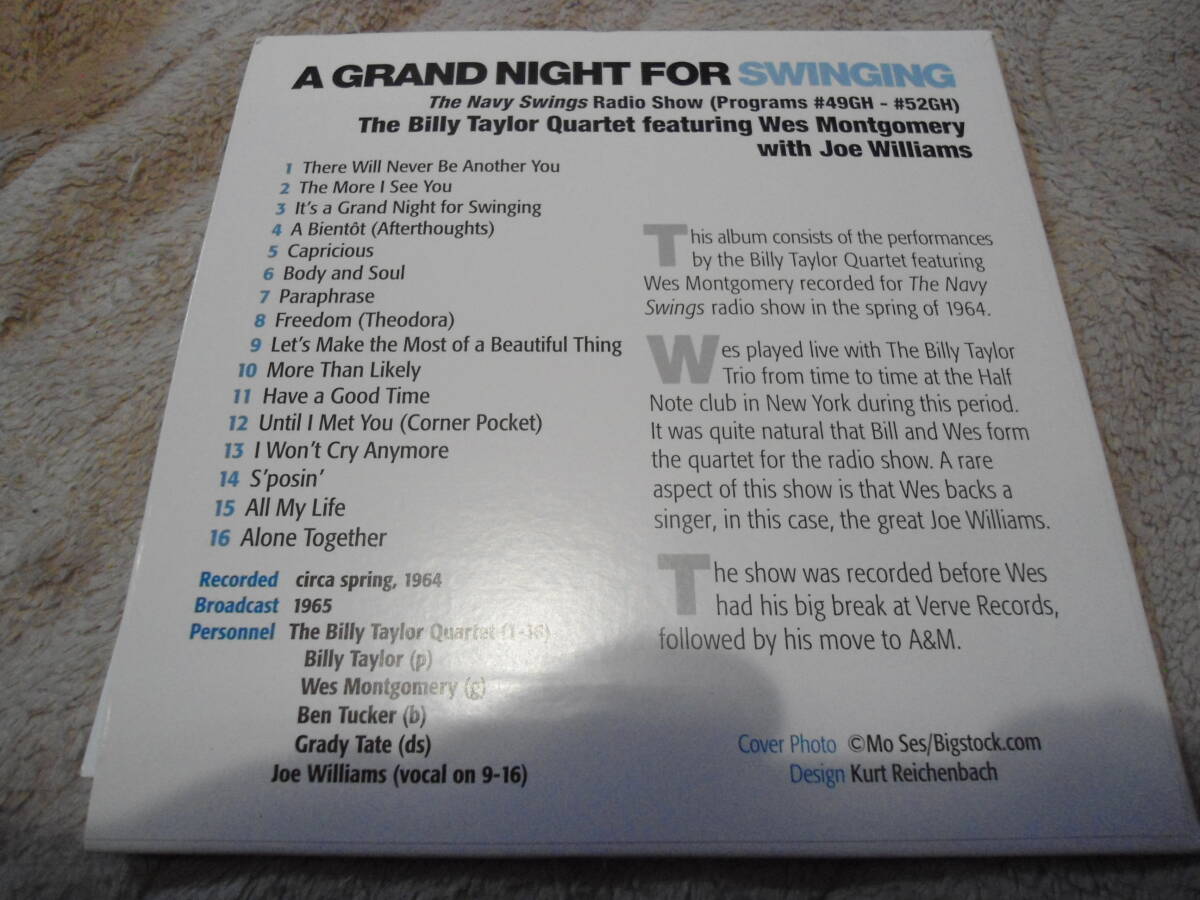 A GRAND NIGHT FOR SWINGING
The Navy Swings Radio Show (Programs #49GH - #52GH)
The Billy Taylor Quartet featuring Wes Montgomery
with Joe Williams
1 There Will Never Be Another You
2 The More I See You
3 It's a Grand Night for Swinging
4 A Bientôt (Afterthoughts)
5 Capricious
6 Body and Soul
7 Paraphrase
8 Freedom (Theodora)
9 Let's Make the Most of a Beautiful Thing
10 More Than Likely
11 Have a Good Time
12 Until I Met You (Corner Pocket)
13 I Won't Cry Anymore
14 S'posin'
15 All My Life
16 Alone Together
Recorded circa spring, 1964
Broadcast 1965
Personnel The Billy Taylor Quartet (1-16)
Billy Taylor (p)
Wes Montgomery (g)
Ben Tucker (b)
Grady Tate (ds)
Joe Williams (vocal on 9-16)
This album consists of the performances
by the Billy Taylor Quartet featuring
Wes Montgomery recorded for The Navy
Swings radio show in the spring of 1964.
Wes played live with The Billy Taylor
Trio from time to time at the Half
Note club in New York during this period.
It was quite natural that Bill and Wes form
the quartet for the radio show. A rare
aspect of this show is that Wes backs a
singer, in this case, the great Joe Williams.
The show was recorded before Wes
had his big break at Verve Records,
followed by his move to A&M.
Cover Photo ©Mo Ses/Bigstock.com
Design Kurt Reichenbach